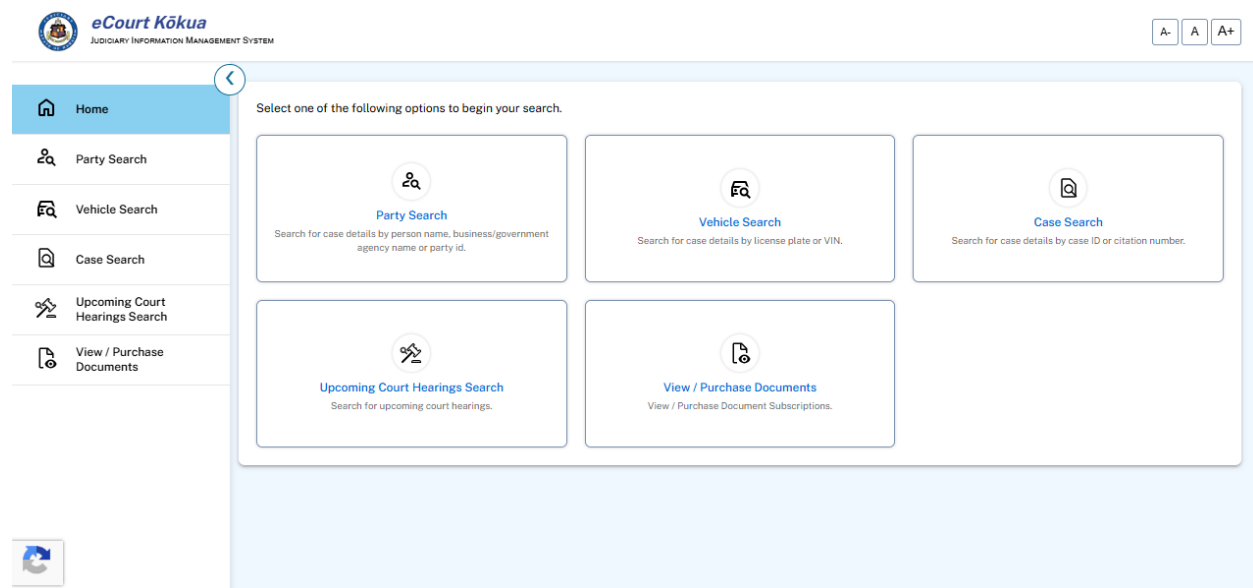 eCourt Kōkua
JUDICIARY INFORMATION MANAGEMENT SYSTEM
A-
A
A+
Home
Party Search
Vehicle Search
Case Search
Upcoming Court
Hearings Search
View / Purchase
Documents
Select one of the following options to begin your search.
Party Search
Search for case details by person name, business/government
agency name or party id.
Vehicle Search
Search for case details by license plate or VIN.
Case Search
Search for case details by case ID or citation number.
Upcoming Court Hearings Search
Search for upcoming court hearings.
View / Purchase Documents
View / Purchase Document Subscriptions.